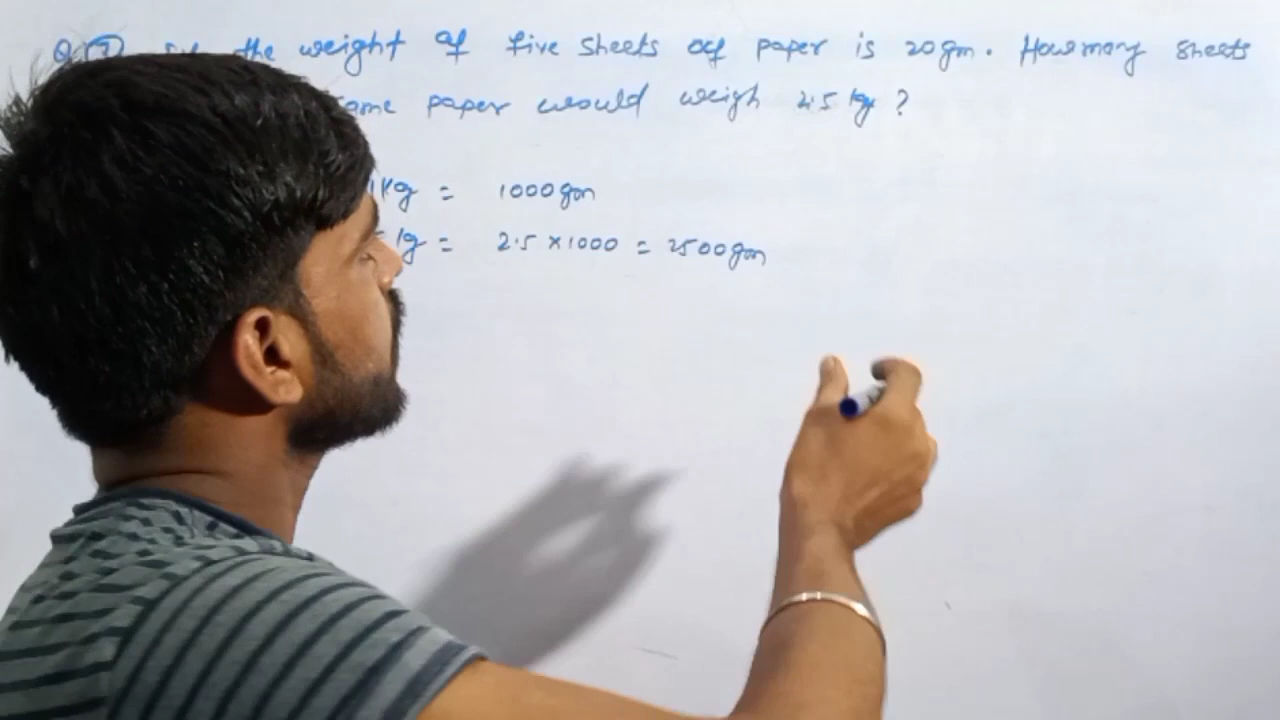 Q (7) the weight of five sheets of paper is 20gm. How many sheets
same paper would weigh 2.5 kg ?
1kg = 1000gm
kg = 2.5 × 1000 = 2500gm